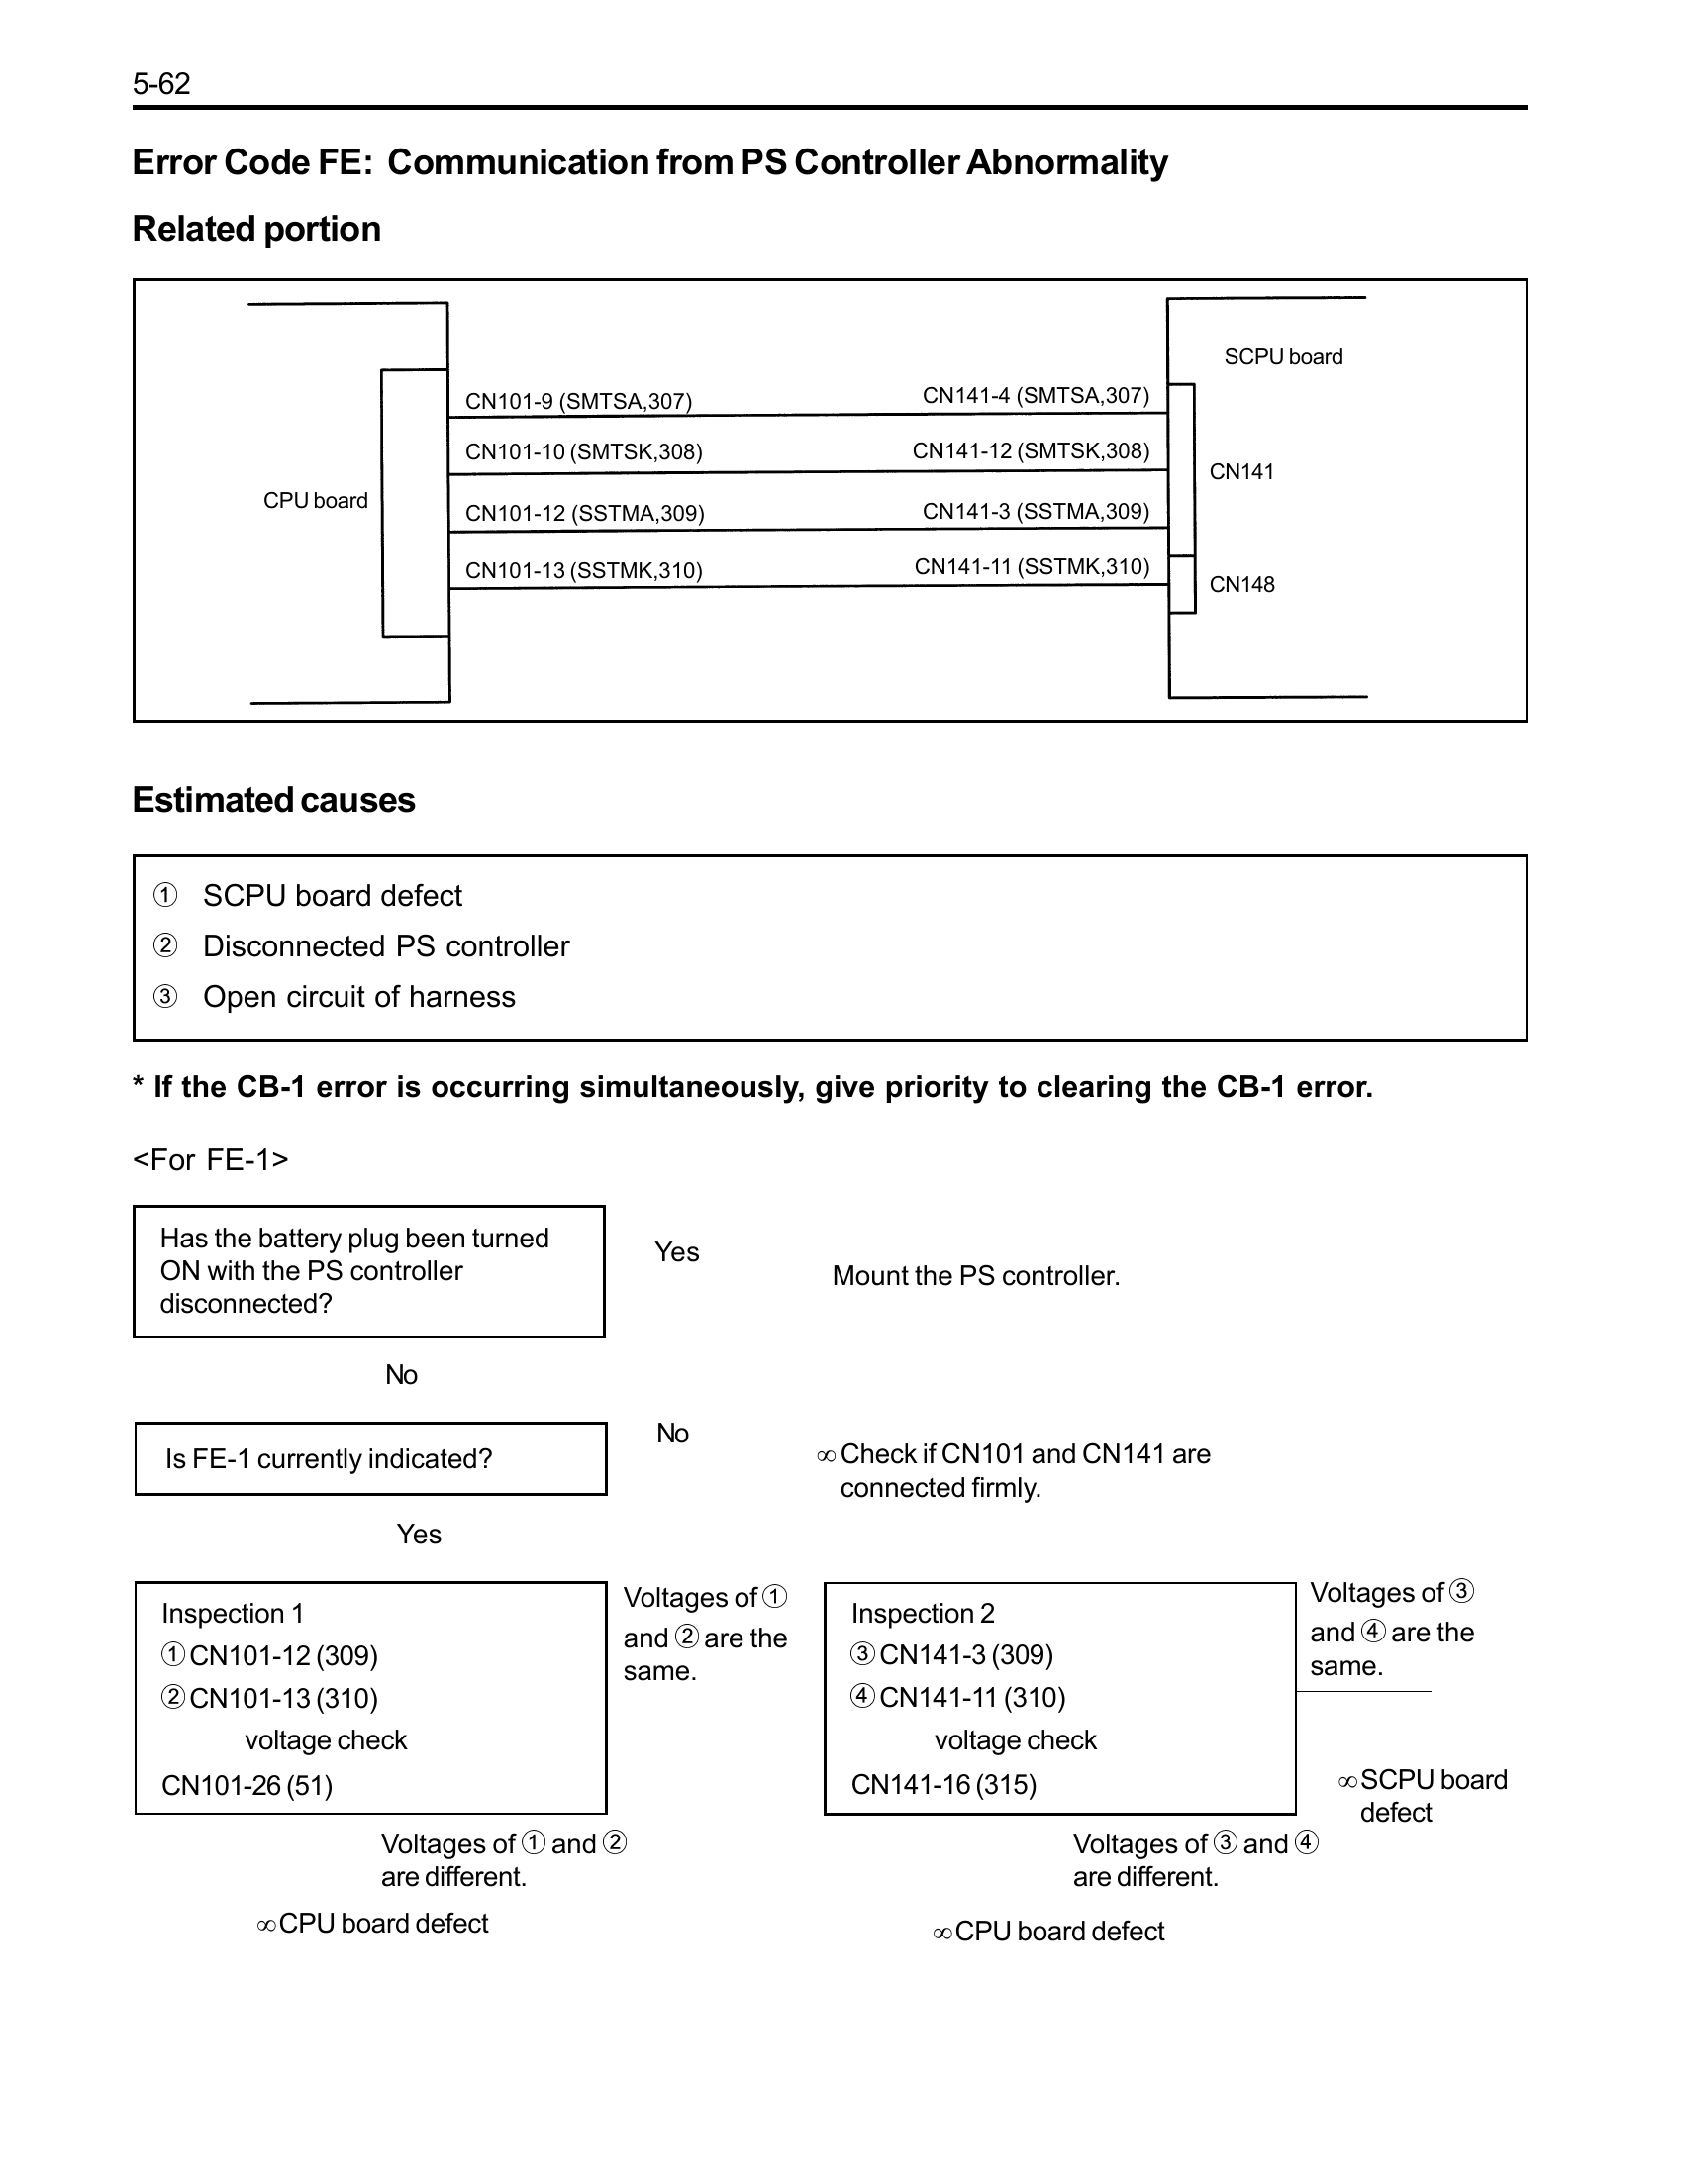 5-62
Error Code FE: Communication from PS Controller Abnormality
Related portion
SCPU board
CN101-9 (SMTSA,307)
CN141-4 (SMTSA,307)
CN101-10 (SMTSK,308)
CN141-12 (SMTSK,308)
CN141
CPU board
CN101-12 (SSTMA,309)
CN141-3 (SSTMA,309)
CN101-13 (SSTMK,310)
CN141-11 (SSTMK,310)
CN148
Estimated causes
① SCPU board defect
② Disconnected PS controller
③ Open circuit of harness
* If the CB-1 error is occurring simultaneously, give priority to clearing the CB-1 error.
<For FE-1>
Has the battery plug been turned
ON with the PS controller
disconnected?
Yes
Mount the PS controller.
No
Is FE-1 currently indicated?
No
∞ Check if CN101 and CN141 are
connected firmly.
Yes
Inspection 1
① CN101-12 (309)
② CN101-13 (310)
voltage check
CN101-26 (51)
Voltages of ①
and ② are the
same.
Inspection 2
③ CN141-3 (309)
④ CN141-11 (310)
voltage check
CN141-16 (315)
Voltages of ③
and ④ are the
same.
∞ SCPU board
defect
Voltages of ① and ②
are different.
∞ CPU board defect
Voltages of ③ and ④
are different.
∞ CPU board defect